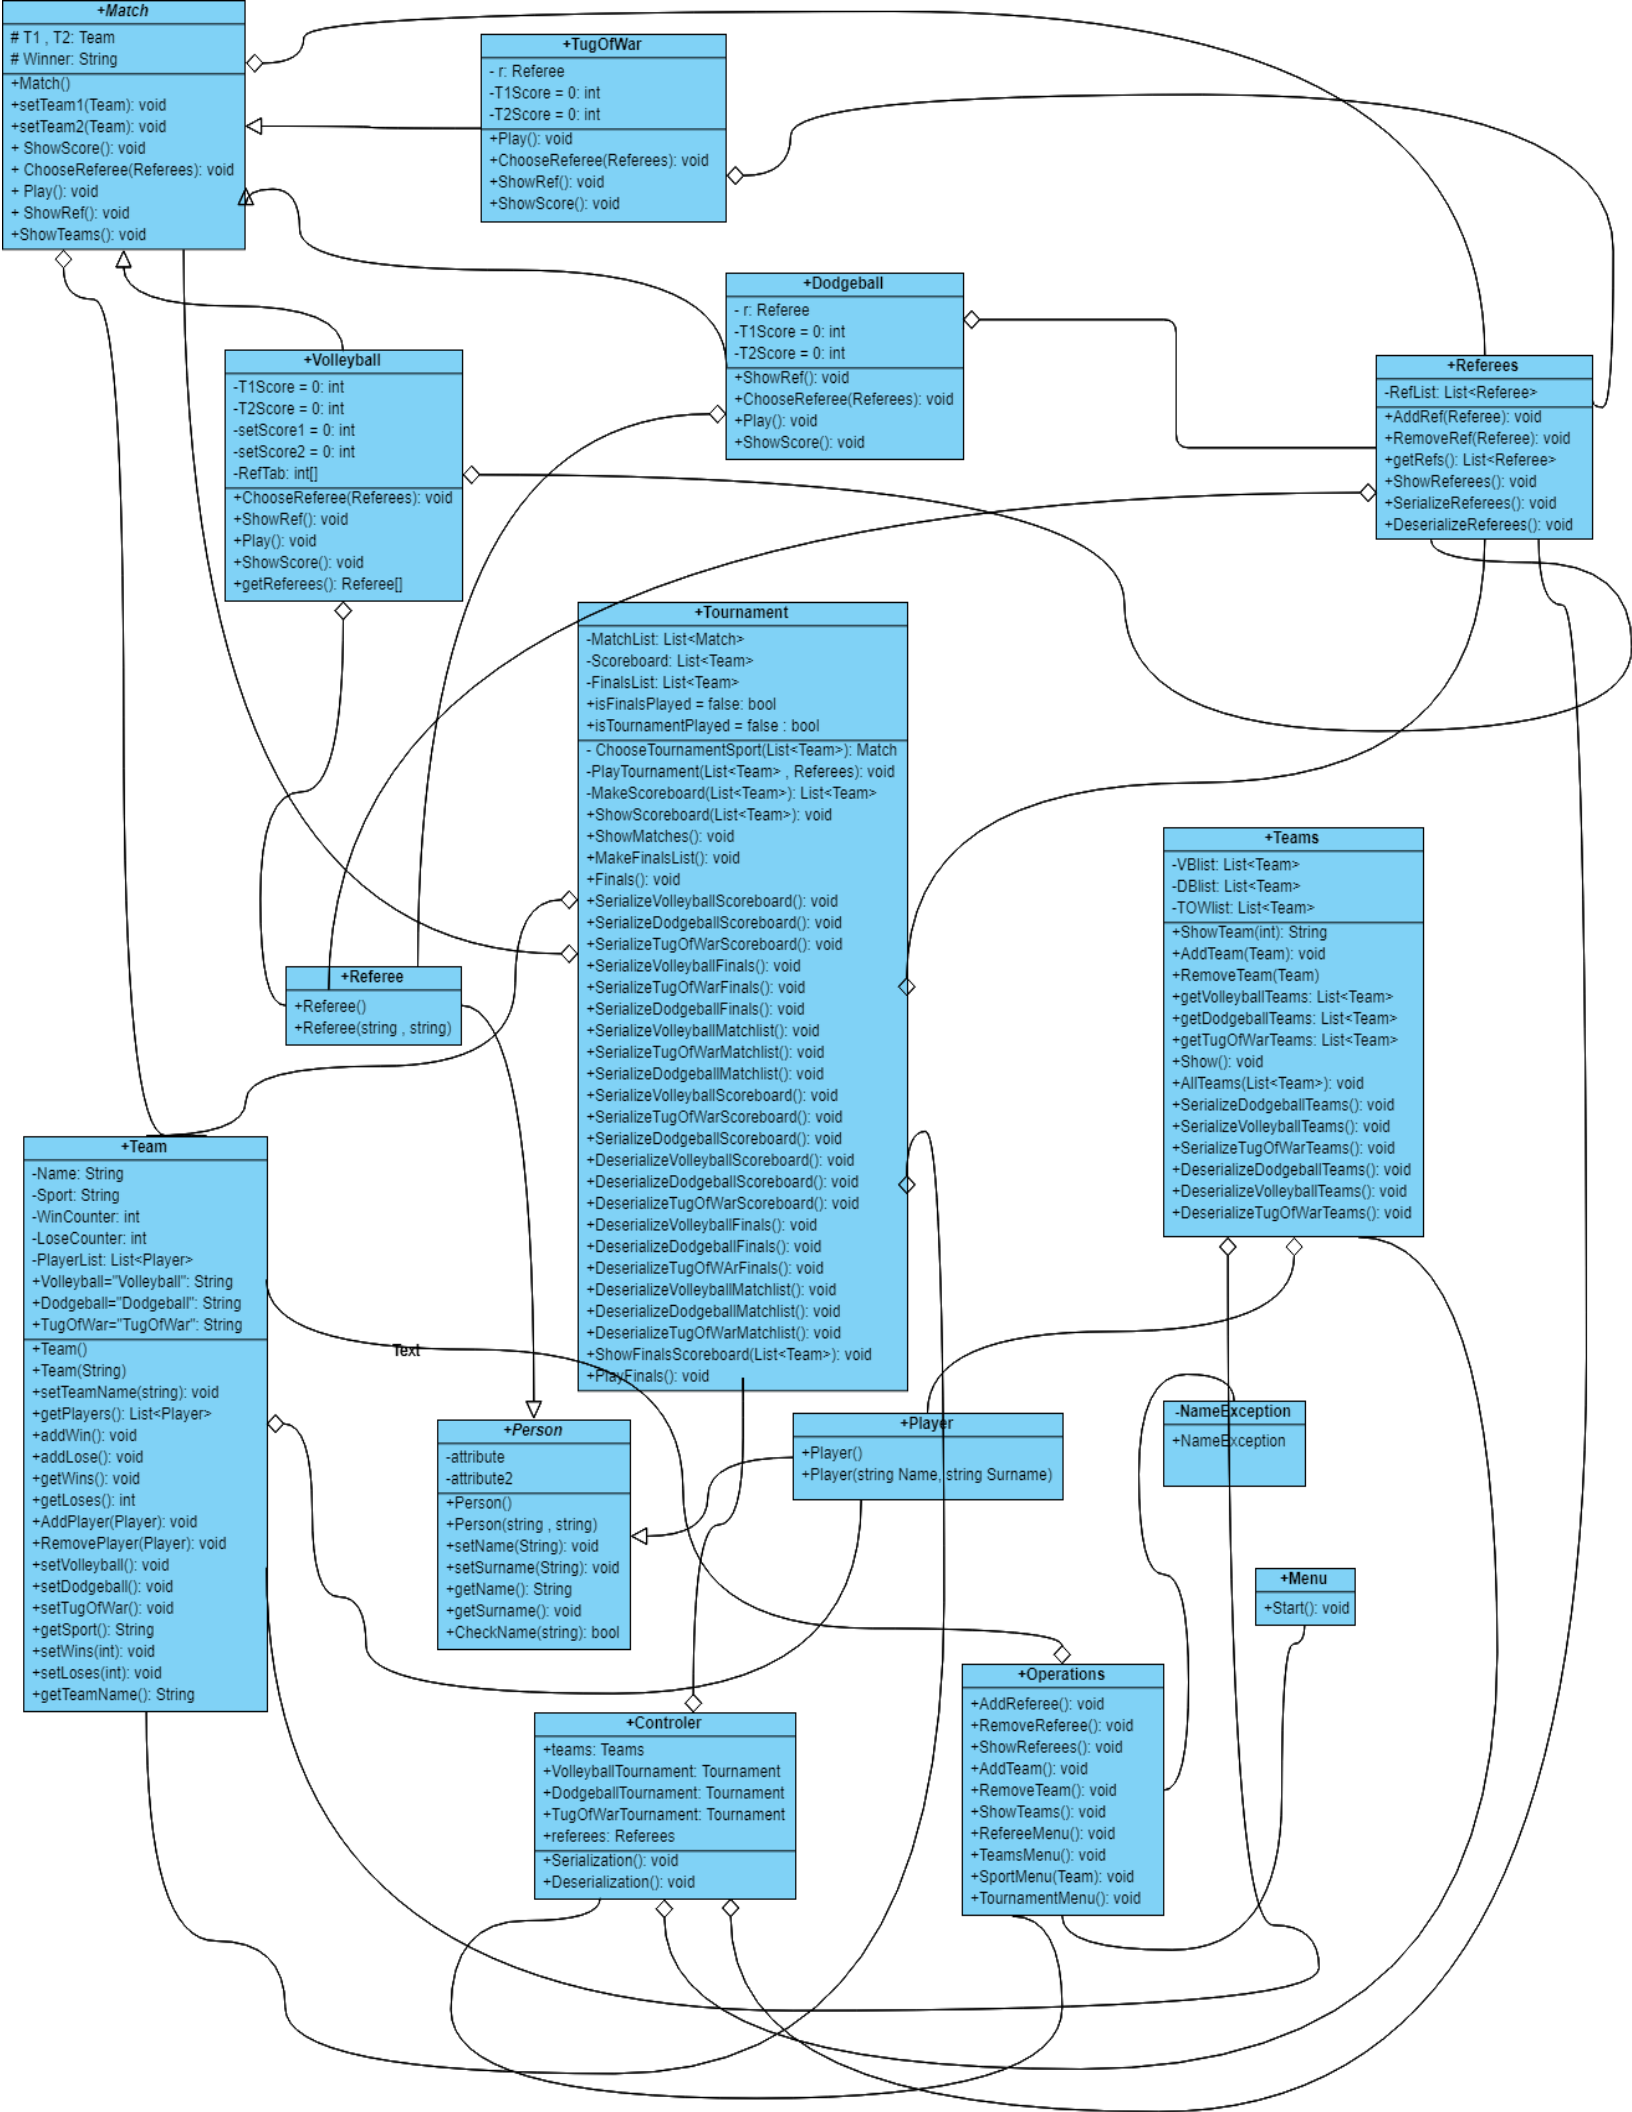 +Match
# T1 , T2: Team
# Winner: String
+Match()
+setTeam1(Team): void
+setTeam2(Team): void
+ ShowScore(): void
+ ChooseReferee(Referees): void
+ Play(): void
+ ShowRef(): void
+ShowTeams(): void
+TugOfWar
- r: Referee
-T1Score = 0: int
-T2Score = 0: int
+Play(): void
+ChooseReferee(Referees): void
+ShowRef(): void
+ShowScore(): void
+Dodgeball
- r: Referee
-T1Score = 0: int
-T2Score = 0: int
+ShowRef(): void
+ChooseReferee(Referees): void
+Play(): void
+ShowScore(): void
+Volleyball
-T1Score = 0: int
-T2Score = 0: int
-setScore1 = 0: int
-setScore2 = 0: int
-RefTab: int[]
+ChooseReferee(Referees): void
+ShowRef(): void
+Play(): void
+ShowScore(): void
+getReferees(): Referee[]
+Referees
-RefList: List<Referee>
+AddRef(Referee): void
+RemoveRef(Referee): void
+getRefs(): List<Referee>
+ShowReferees(): void
+SerializeReferees(): void
+DeserializeReferees(): void
+Tournament
-MatchList: List<Match>
-Scoreboard: List<Team>
-FinalsList: List<Team>
+isFinalsPlayed = false: bool
+isTournamentPlayed = false : bool
- ChooseTournamentSport(List<Team>): Match
-PlayTournament(List<Team> , Referees): void
-MakeScoreboard(List<Team>): List<Team>
+ShowScoreboard(List<Team>): void
+ShowMatches(): void
+MakeFinalsList(): void
+Finals(): void
+SerializeVolleyballScoreboard(): void
+SerializeDodgeballScoreboard(): void
+SerializeTugOfWarScoreboard(): void
+SerializeVolleyballFinals(): void
+SerializeTugOfWarFinals(): void
+SerializeDodgeballFinals(): void
+SerializeVolleyballMatchlist(): void
+SerializeTugOfWarMatchlist(): void
+SerializeDodgeballMatchlist(): void
+SerializeVolleyballScoreboard(): void
+SerializeTugOfWarScoreboard(): void
+SerializeDodgeballScoreboard(): void
+DeserializeVolleyballScoreboard(): void
+DeserializeDodgeballScoreboard(): void
+DeserializeTugOfWarScoreboard(): void
+DeserializeVolleyballFinals(): void
+DeserializeDodgeballFinals(): void
+DeserializeTugOfWArFinals(): void
+DeserializeVolleyballMatchlist(): void
+DeserializeDodgeballMatchlist(): void
+DeserializeTugOfWarMatchlist(): void
+ShowFinalsScoreboard(List<Team>): void
+PlayFinals(): void
+Teams
-VBlist: List<Team>
-DBlist: List<Team>
-TOWlist: List<Team>
+ShowTeam(int): String
+AddTeam(Team): void
+RemoveTeam(Team)
+getVolleyballTeams: List<Team>
+getDodgeballTeams: List<Team>
+getTugOfWarTeams: List<Team>
+Show(): void
+AllTeams(List<Team>): void
+SerializeDodgeballTeams(): void
+SerializeVolleyballTeams(): void
+SerializeTugOfWarTeams(): void
+DeserializeDodgeballTeams(): void
+DeserializeVolleyballTeams(): void
+DeserializeTugOfWarTeams(): void
+Referee
+Referee()
+Referee(string , string)
+Team
-Name: String
-Sport: String
-WinCounter: int
-LoseCounter: int
-PlayerList: List<Player>
+Volleyball="Volleyball": String
+Dodgeball="Dodgeball": String
+TugOfWar="TugOfWar": String
+Team()
+Team(String)
+setTeamName(string): void
+getPlayers(): List<Player>
+addWin(): void
+addLose(): void
+getWins(): void
+getLoses(): int
+AddPlayer(Player): void
+RemovePlayer(Player): void
+setVolleyball(): void
+setDodgeball(): void
+setTugOfWar(): void
+getSport(): String
+setWins(int): void
+setLoses(int): void
+getTeamName(): String
Text
+Person
-attribute
-attribute2
+Person()
+Person(string , string)
+setName(String): void
+setSurname(String): void
+getName(): String
+getSurname(): void
+CheckName(string): bool
+Player
+Player()
+Player(string Name, string Surname)
-NameException
+NameException
+Menu
+Start(): void
+Operations
+AddReferee(): void
+RemoveReferee(): void
+ShowReferees(): void
+AddTeam(): void
+RemoveTeam(): void
+ShowTeams(): void
+RefereeMenu(): void
+TeamsMenu(): void
+SportMenu(Team): void
+TournamentMenu(): void
+Controler
+teams: Teams
+VolleyballTournament: Tournament
+DodgeballTournament: Tournament
+TugOfWarTournament: Tournament
+referees: Referees
+Serialization(): void
+Deserialization(): void